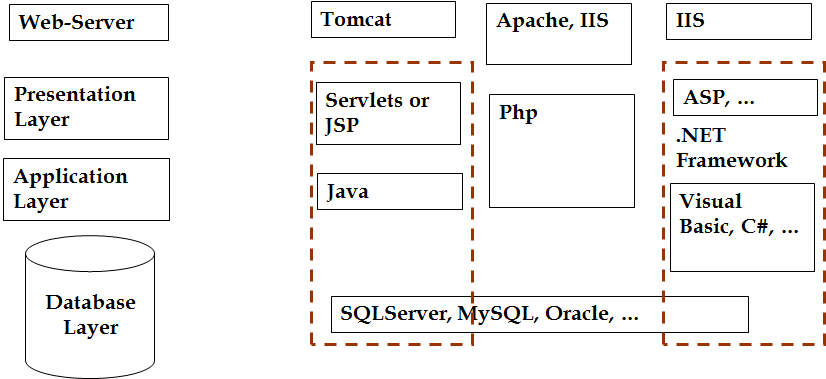 Web-Server
Tomcat
Apache, IIS
IIS
Presentation
Layer
Servlets or
JSP
Php
ASP, ...
.NET
Framework
Application
Layer
Java
Visual
Basic, C#, ...
Database
Layer
SQLServer, MySQL, Oracle, ...